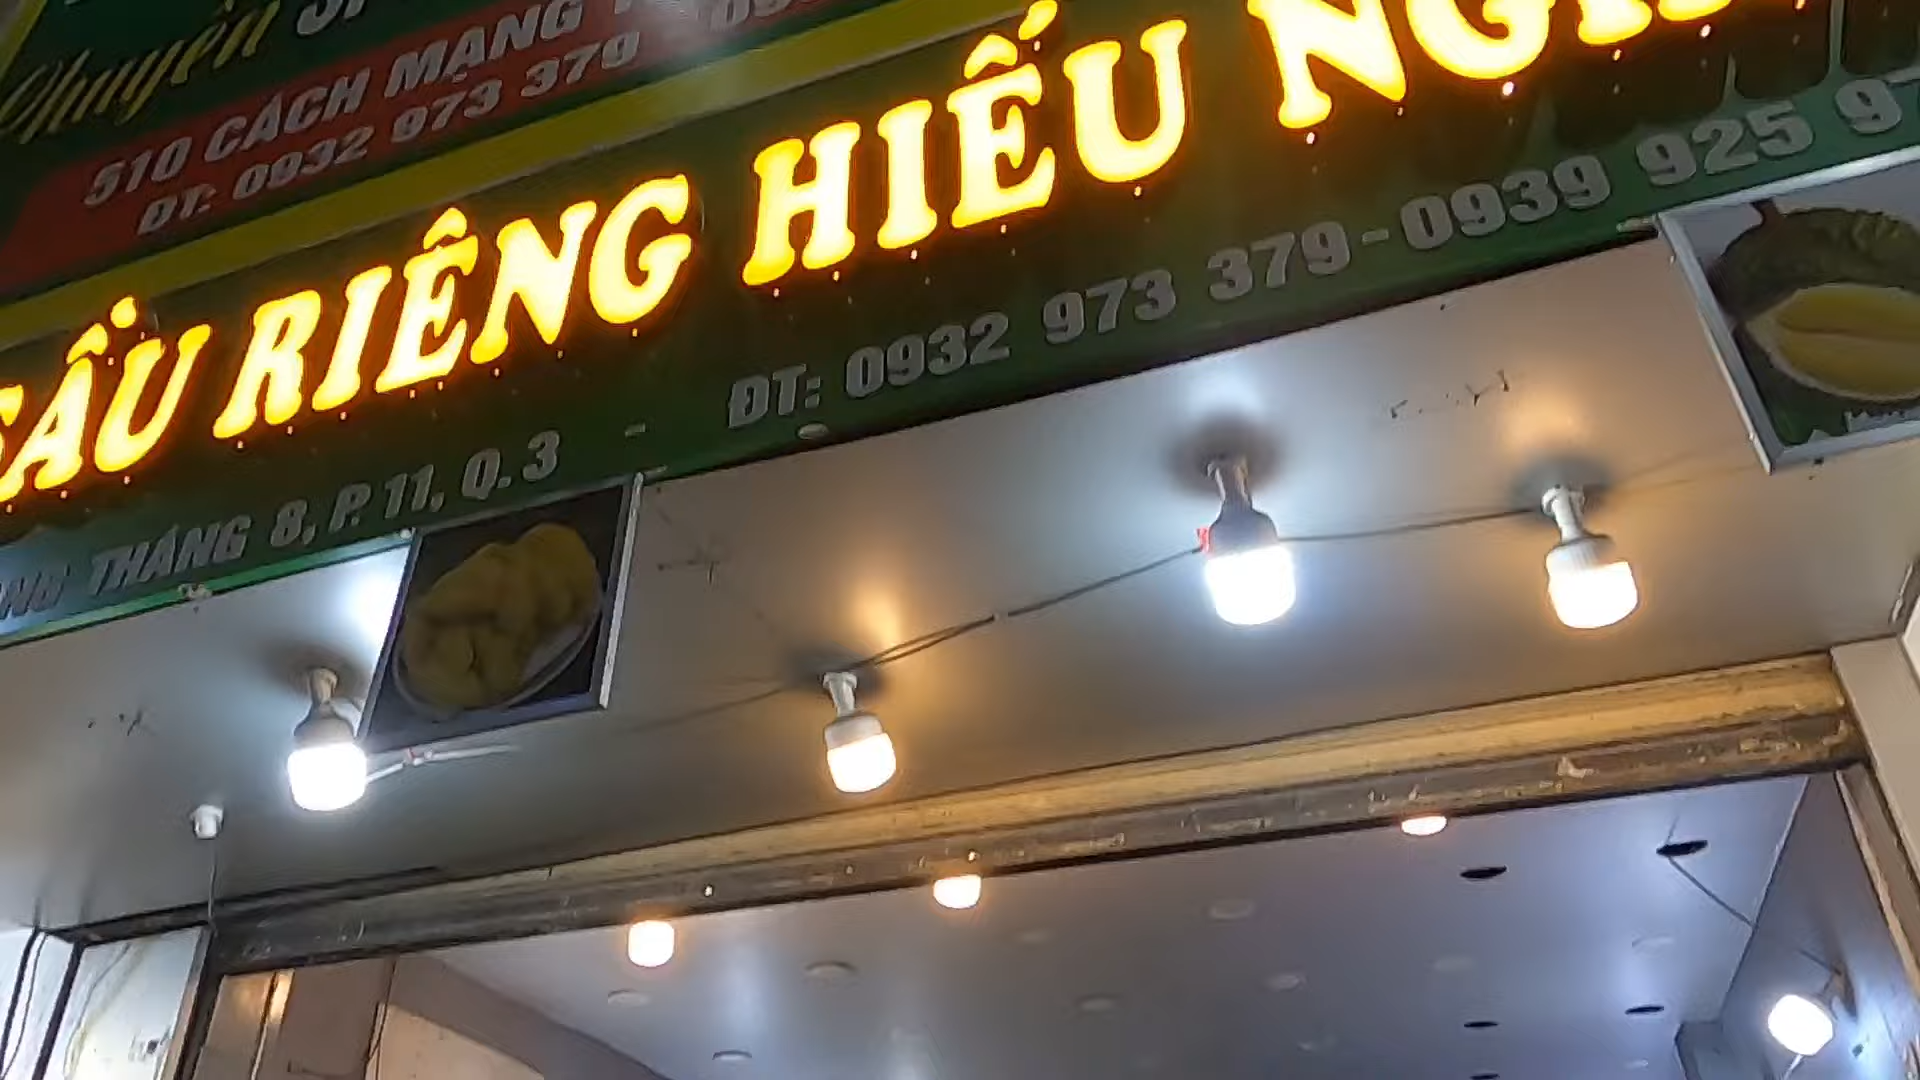 Chuyên
510 CÁCH MẠNG
ĐT: 0932 973 379
SẦU RIÊNG HIẾU
THÁNG 8, P. 11, Q. 3 - ĐT: 0932 973 379 - 0939 925 9